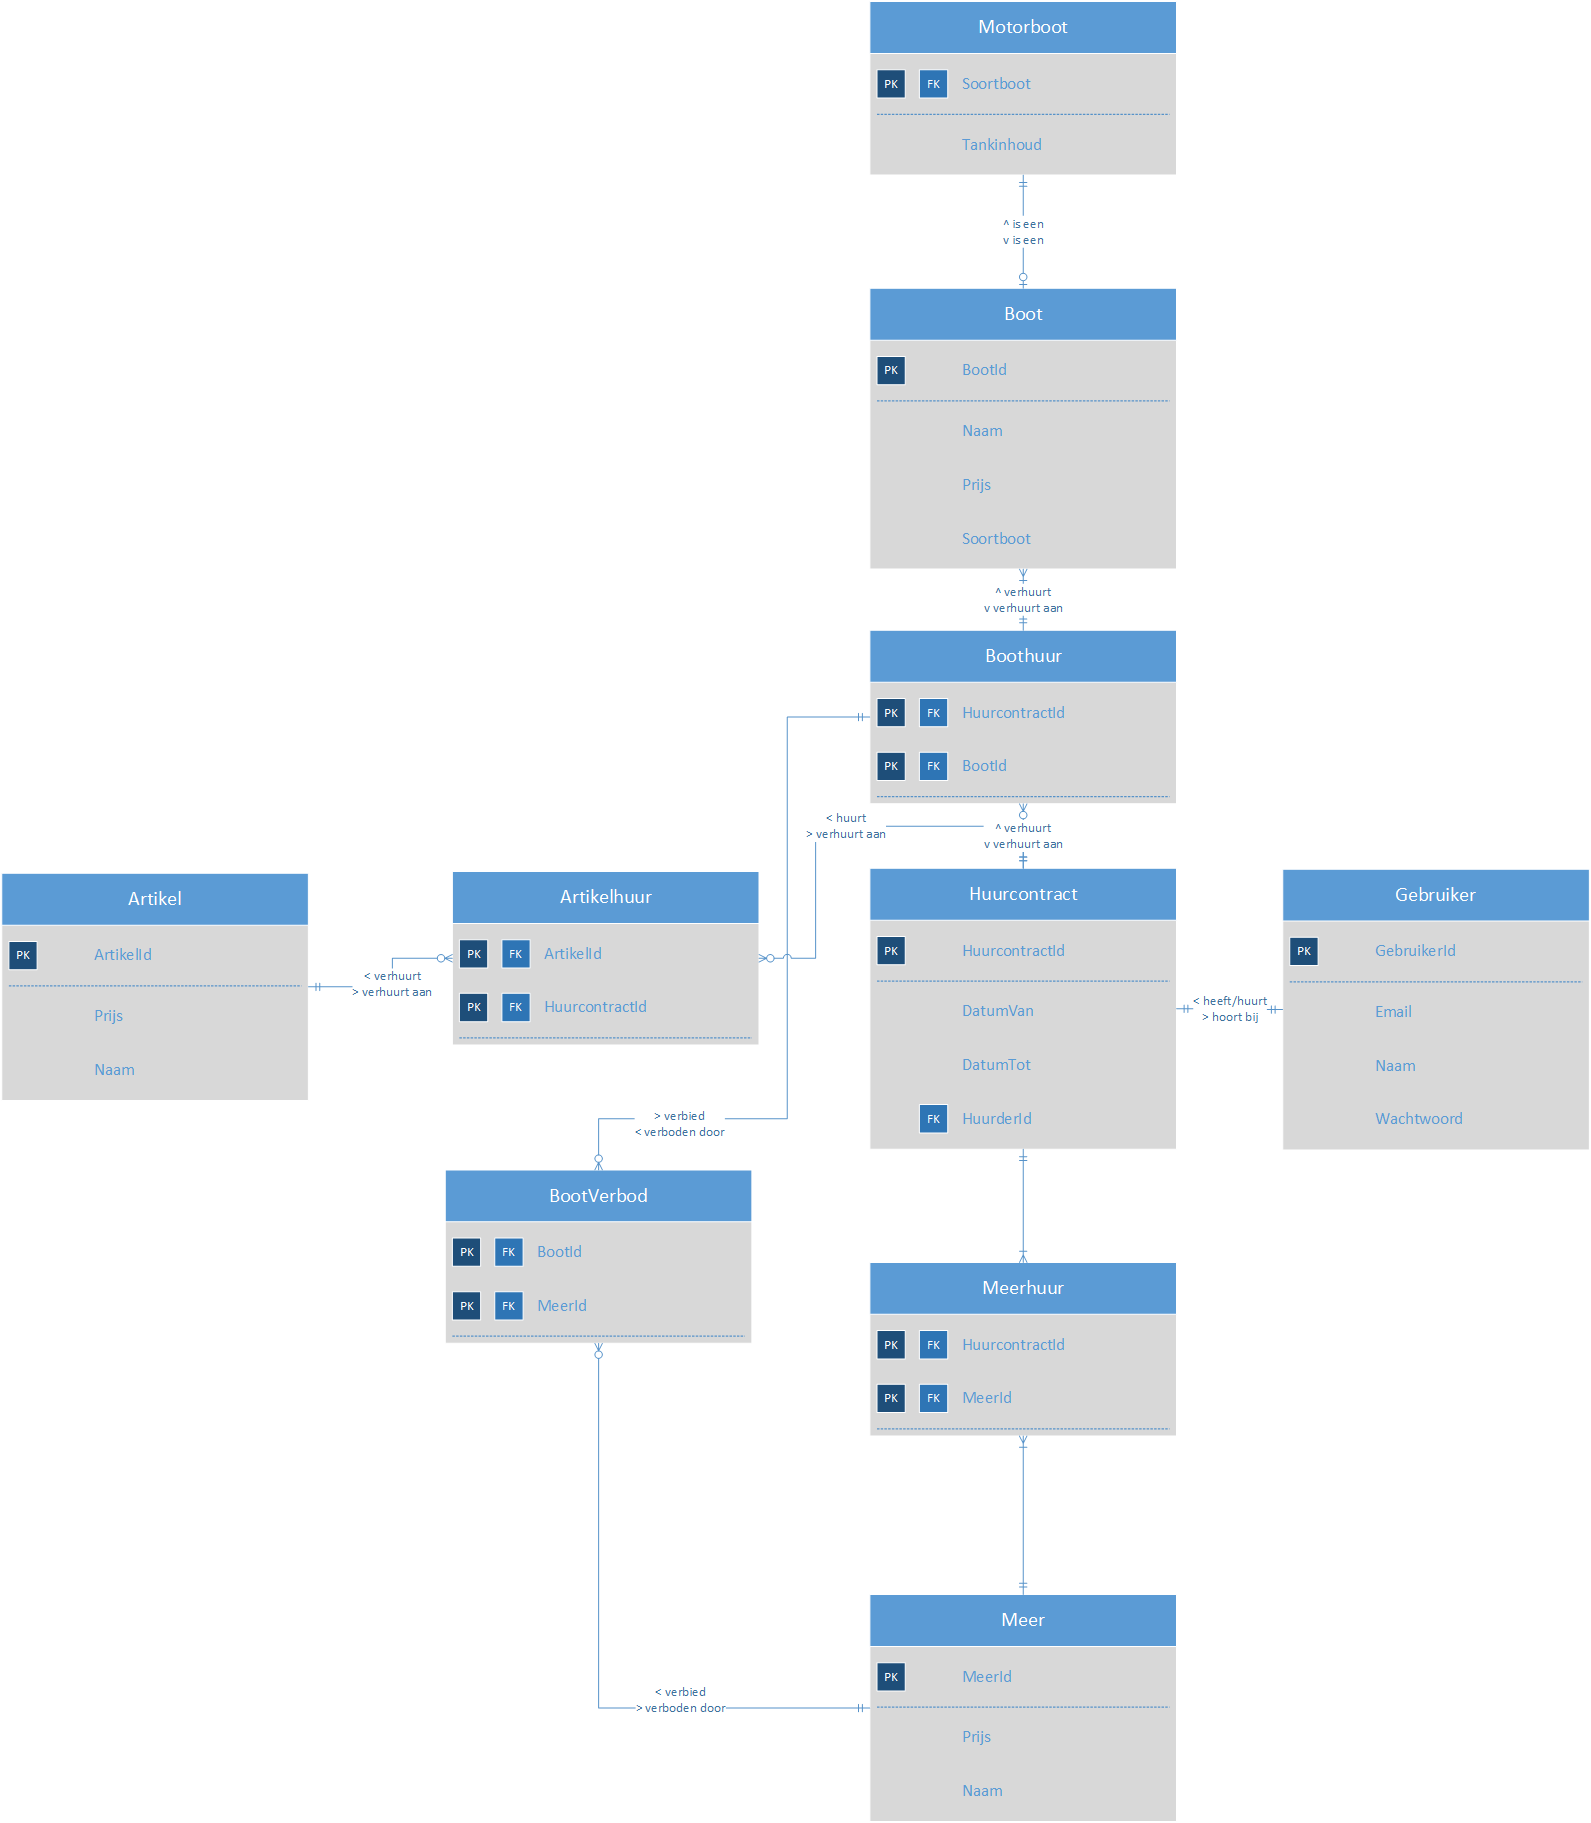 Motorboot
PK FK Soortboot
Tankinhoud
^ is een
v is een
Boot
PK BootId
Naam
Prijs
Soortboot
^ verhuurt
v verhuurt aan
Boothuur
PK FK HuurcontractId
PK FK BootId
< huurt
> verhuurt aan
^ verhuurt
v verhuurt aan
Artikel
PK ArtikelId
Prijs
Naam
< verhuurt
> verhuurt aan
Artikelhuur
PK FK ArtikelId
PK FK HuurcontractId
Huurcontract
PK HuurcontractId
DatumVan
DatumTot
FK HuurderId
< heeft/huurt
> hoort bij
Gebruiker
PK GebruikerId
Email
Naam
Wachtwoord
> verbied
< verboden door
BootVerbod
PK FK BootId
PK FK MeerId
Meerhuur
PK FK HuurcontractId
PK FK MeerId
< verbied
> verboden door
Meer
PK MeerId
Prijs
Naam